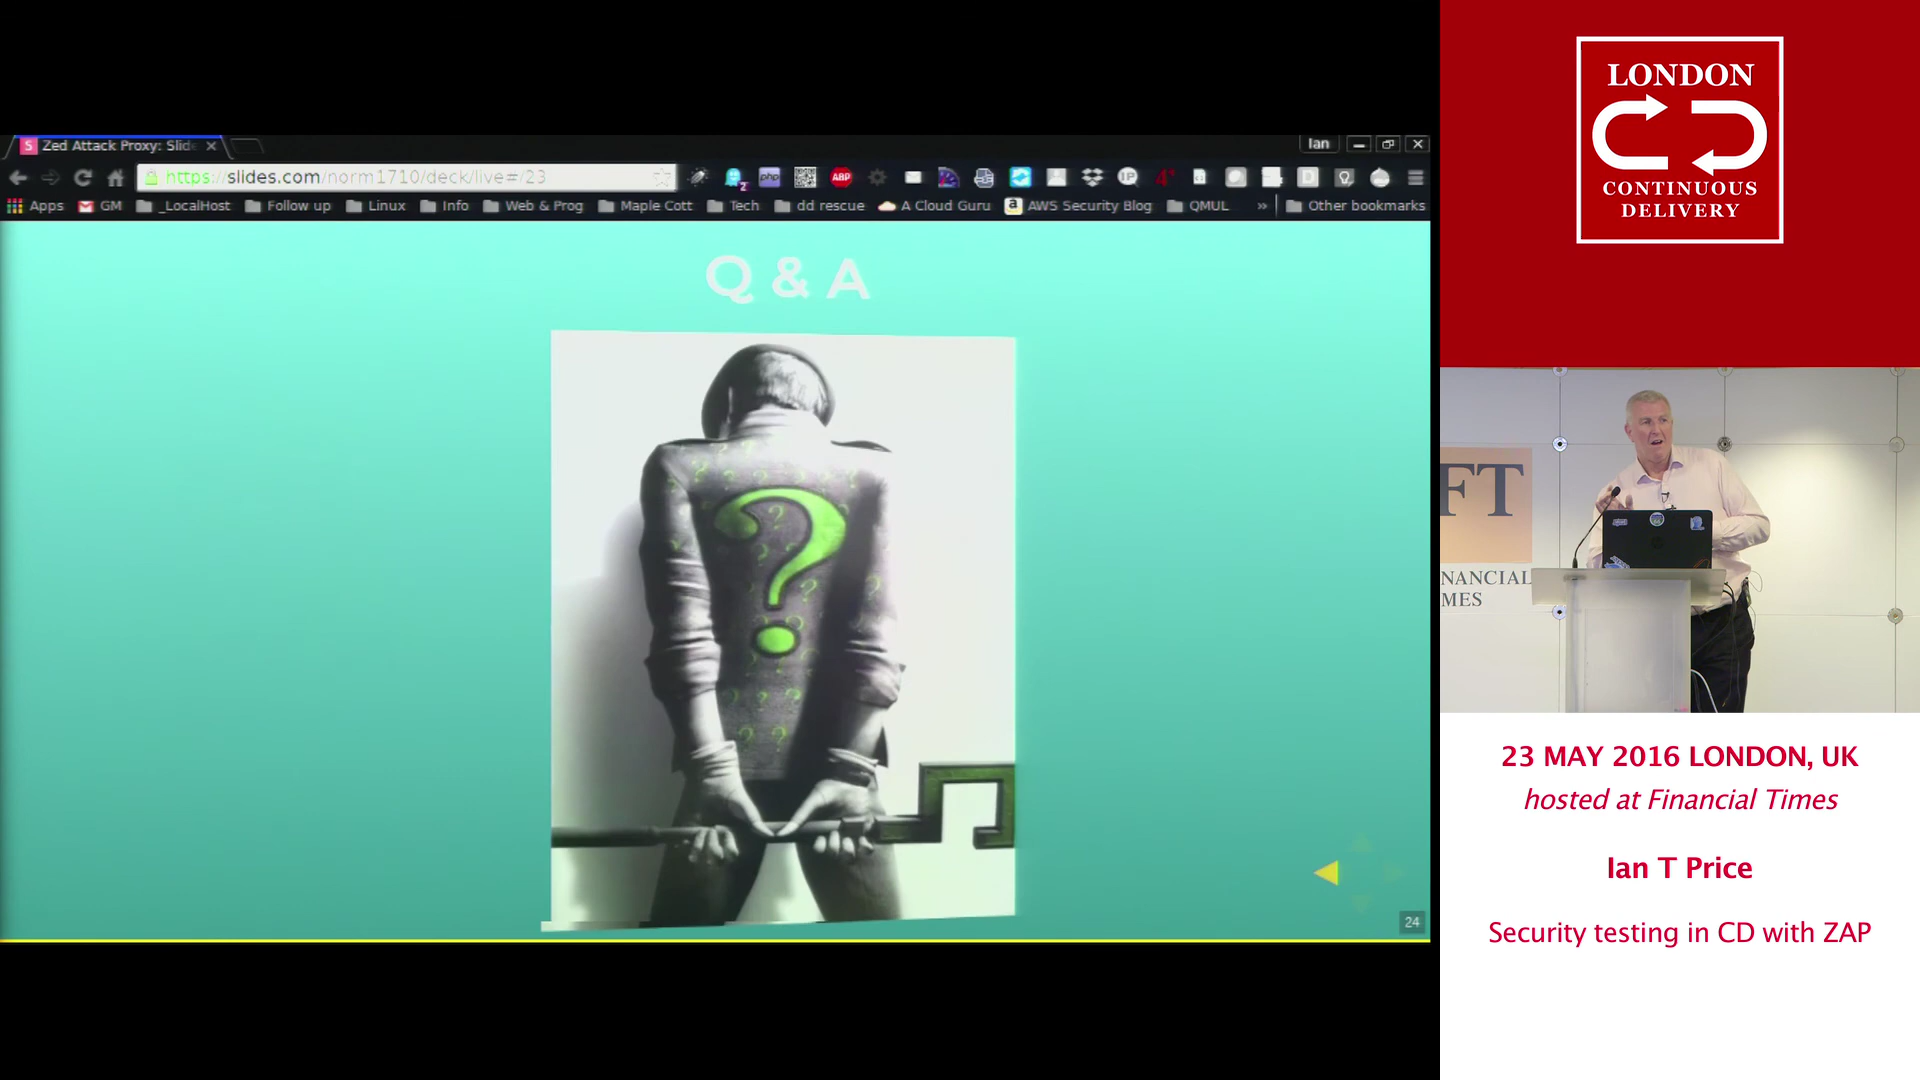 Zed Attack Proxy: Slid
Ian
https://slides.com/norm1710/deck/live#/23
php
ABP
IP
D
Apps
GM
_LocalHost
Follow up
Linux
Info
Web & Prog
Maple Cott
Tech
dd rescue
A Cloud Guru
AWS Security Blog
QMUL
»
Other bookmarks
Q & A
?
24
LONDON
CONTINUOUS
DELIVERY
FT
NANCIAL
MES
23 MAY 2016 LONDON, UK
hosted at Financial Times
Ian T Price
Security testing in CD with ZAP